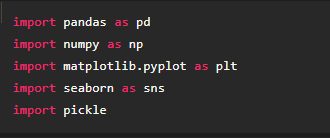 import pandas as pd
import numpy as np
import matplotlib.pyplot as plt
import seaborn as sns
import pickle